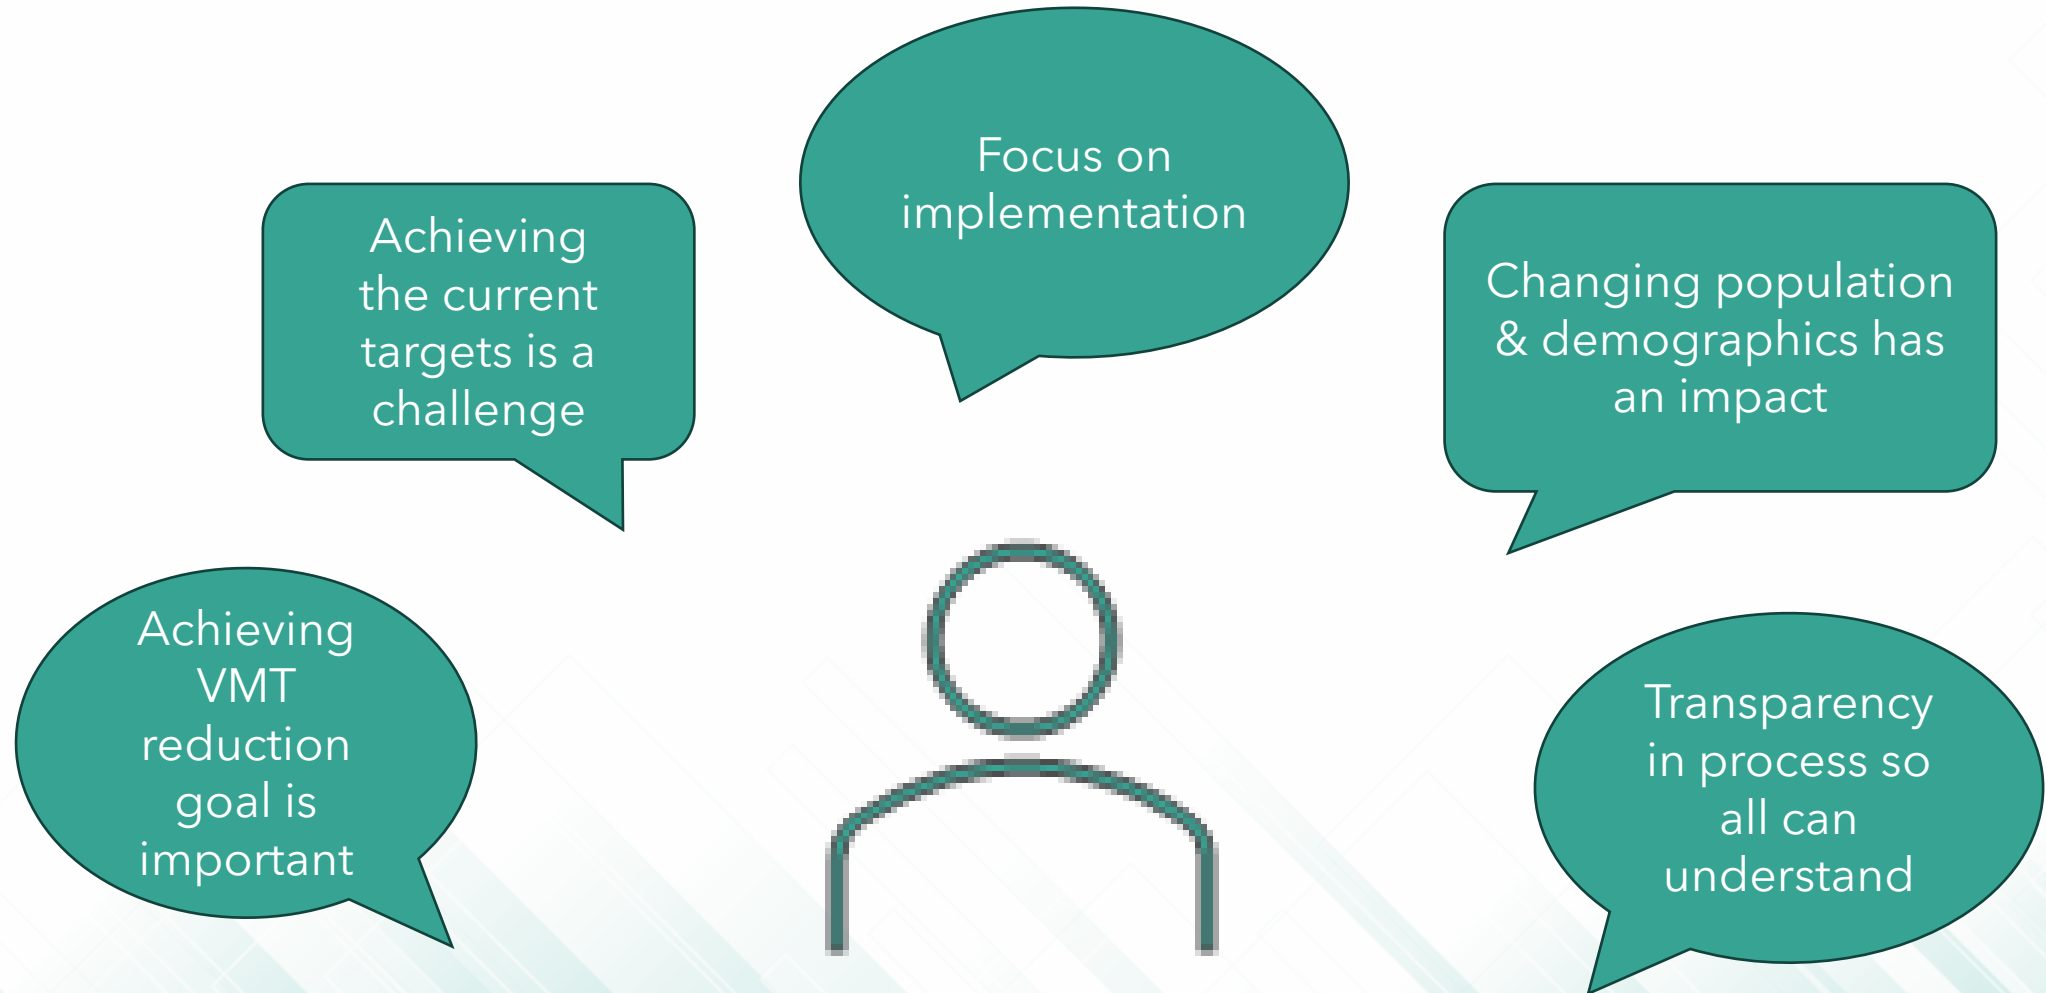 Focus on
implementation
Achieving
the current
targets is a
challenge
Changing population
& demographics has
an impact
Achieving
VMT
reduction
goal is
important
Transparency
in process so
all can
understand